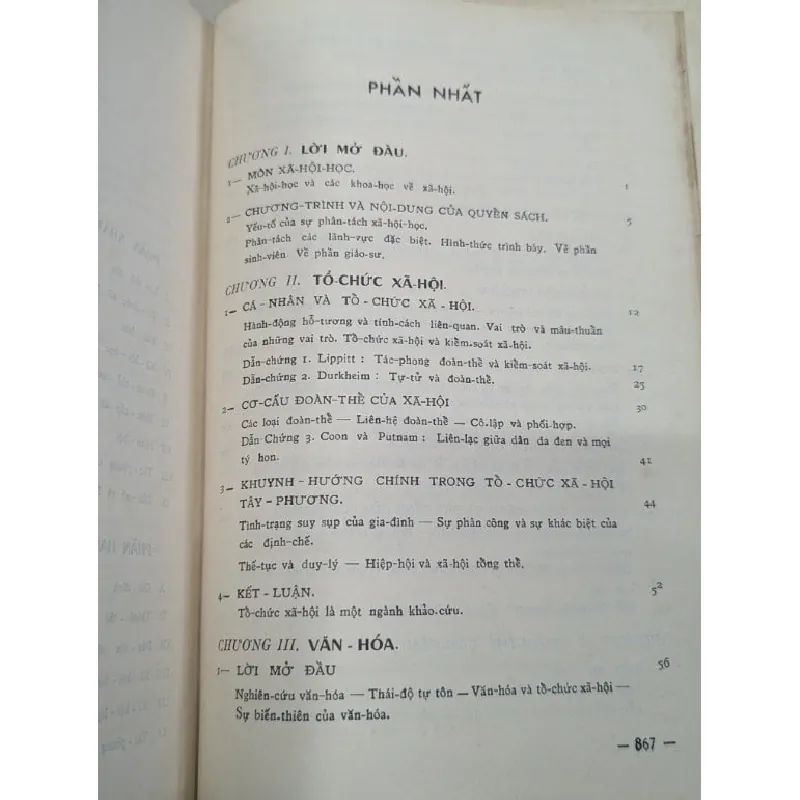 PHẦN NHẤT
CHƯƠNG I. LỜI MỞ ĐẦU.
1— MÔN XÃ-HỘI-HỌC. 1
Xã-hội-học và các khoa-học về xã-hội.
2— CHƯƠNG-TRÌNH VÀ NỘI-DUNG CỦA QUYỂN SÁCH. 5
Yếu-tố của sự phân-tách xã-hội-học.
Phân-tách các lãnh-vực đặc biệt. Hình-thức trình bày. Về phần
sinh-viên Về phần giáo-sư.
CHƯƠNG II. TỔ-CHỨC XÃ-HỘI.
1— CÁ - NHÂN VÀ TỔ - CHỨC XÃ - HỘI. 12
Hành-động hỗ-tương và tính-cách liên-quan. Vai trò và mâu-thuẫn
của những vai trò. Tổ-chức xã-hội và kiểm-soát xã-hội.
Dẫn-chứng 1. Lippitt : Tác-phong đoàn-thể và kiểm-soát xã-hội. 17
Dẫn-chứng 2. Durkheim : Tự-tử và đoàn-thể. 25
2— CƠ-CẤU ĐOÀN-THỂ CỦA XÃ-HỘI 30
Các loại đoàn-thể — Liên-hệ đoàn-thể — Cô-lập và phối-hợp.
Dẫn Chứng 3. Coon và Putnam : Liên-lạc giữa dân da đen và mọi
tý hon. 41
3— KHUYNH - HƯỚNG CHÍNH TRONG TỔ - CHỨC XÃ - HỘI
TÂY - PHƯƠNG. 44
Tình-trạng suy sụp của gia-đình — Sự phân công và sự khác biệt của
các định-chế.
Thế-tục và duy-lý — Hiệp-hội và xã-hội tổng thể.
4— KẾT - LUẬN. 52
Tổ-chức xã-hội là một ngành khảo-cứu.
CHƯƠNG III. VĂN - HÓA.
1— LỜI MỞ ĐẦU 56
Nghiên-cứu văn-hóa — Thái-độ tự tôn — Văn-hóa và tổ-chức xã-hội —
Sự biến-thiên của văn-hóa.
— 867 —